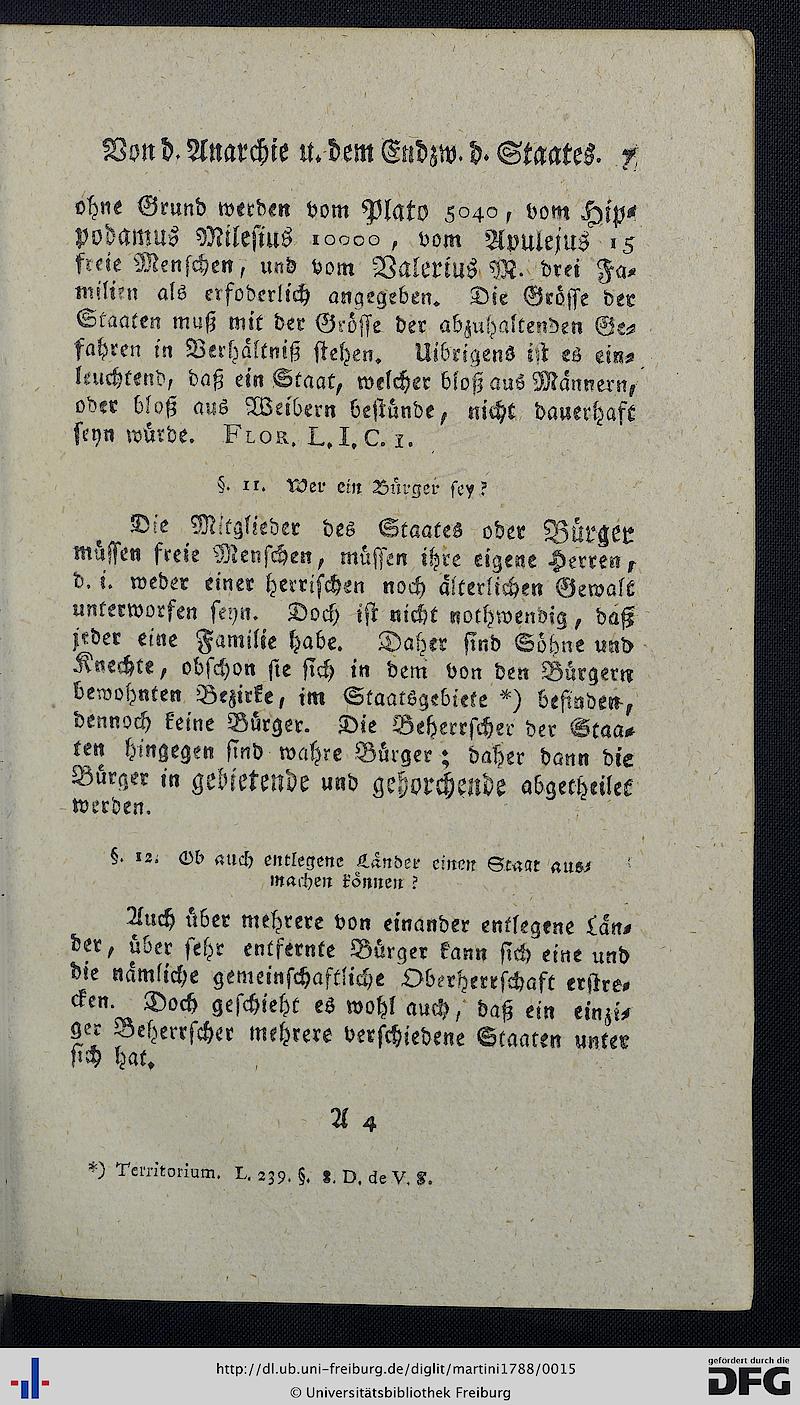 Von d. Anarchie u. dem Endzw. d. Staates. 7
ohne Grund werden vom Plato 5040, vom Hip⸗
podamus Milesius 10000, vom Apulejus 15
freie Menschen, und vom Valerius M. drei Fa⸗
milien als erfoderlich angegeben. Die Grösse der
Staaten muß mit der Grösse der abzuhaltenden Ge⸗
fahren in Verhältniß stehen. Uibrigens ist es ein⸗
leuchtend, daß ein Staat, welcher bloß aus Männern,
oder bloß aus Weibern bestünde, nicht dauerhaft
seyn würde. FLOR. L. I. C. 1.
§. 11. Wer ein Bürger sey?
Die Mitglieder des Staates oder Bürger
müssen freie Menschen, müssen ihre eigene Herren,
d. i. weder einer herrischen noch älterlichen Gewalt
unterworfen seyn. Doch ist nicht nothwendig, daß
jeder eine Familie habe. Daher sind Söhne und
Knechte, obschon sie sich in dem von den Bürgern
bewohnten Bezirke, im Staatsgebiete *) befinden,
dennoch keine Bürger. Die Beherrscher der Staa⸗
ten hingegen sind wahre Bürger; daher dann die
Bürger in gebietende und gehorchende abgetheilet
werden.
§. 12. Ob auch entlegene Länder einen Staat aus⸗
machen können?
Auch über mehrere von einander entlegene Län⸗
der, über sehr entfernte Bürger kann sich eine und
die nämliche gemeinschaftliche Oberherrschaft erstre⸗
cken. Doch geschieht es wohl auch, daß ein einzi⸗
ger Beherrscher mehrere verschiedene Staaten unter
sich hat.
A 4
*) Territorium. L. 239. §. 8. D. de V. S.
http://dl.ub.uni-freiburg.de/diglit/martini1788/0015
© Universitätsbibliothek Freiburg
gefördert durch die
DFG